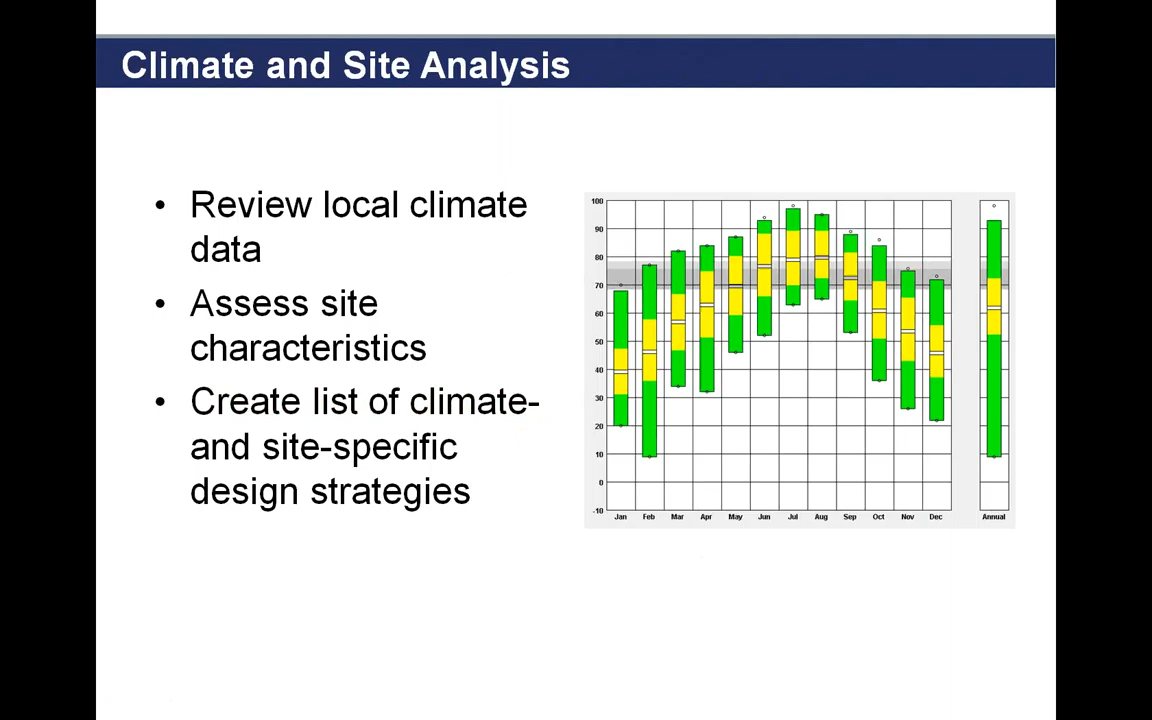 Climate and Site Analysis
• Review local climate
data
• Assess site
characteristics
• Create list of climate-
and site-specific
design strategies
100
90
80
70
60
50
40
30
20
10
0
-10
Jan Feb Mar Apr May Jun Jul Aug Sep Oct Nov Dec Annual